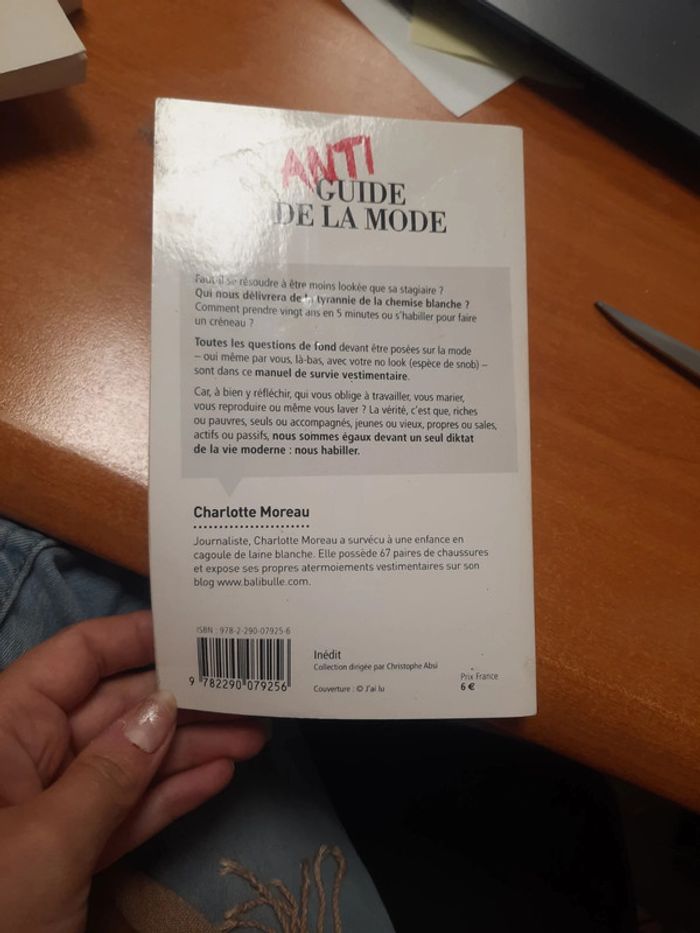 ANTI
GUIDE
DE LA MODE
Faut-il se résoudre à être moins lookée que sa stagiaire ?
Qui nous délivrera de la tyrannie de la chemise blanche ?
Comment prendre vingt ans en 5 minutes ou s'habiller pour faire
un créneau ?
Toutes les questions de fond devant être posées sur la mode
– oui même par vous, là-bas, avec votre no look (espèce de snob) –
sont dans ce manuel de survie vestimentaire.
Car, à bien y réfléchir, qui vous oblige à travailler, vous marier,
vous reproduire ou même vous laver ? La vérité, c'est que, riches
ou pauvres, seuls ou accompagnés, jeunes ou vieux, propres ou sales,
actifs ou passifs, nous sommes égaux devant un seul diktat
de la vie moderne : nous habiller.
Charlotte Moreau
Journaliste, Charlotte Moreau a survécu à une enfance en
cagoule de laine blanche. Elle possède 67 paires de chaussures
et expose ses propres atermoiements vestimentaires sur son
blog www.balibulle.com.
ISBN : 978-2-290-07925-6
9 782290 079256
Inédit
Collection dirigée par Christophe Absi
Couverture : © J'ai lu
Prix France
6 €